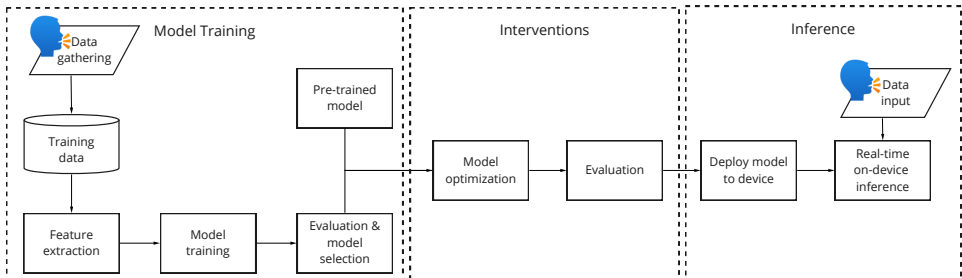 Model Training
Data
gathering
Training
data
Feature
extraction
Model
training
Evaluation &
model
selection
Pre-trained
model
Interventions
Model
optimization
Evaluation
Inference
Deploy model
to device
Data
input
Real-time
on-device
inference